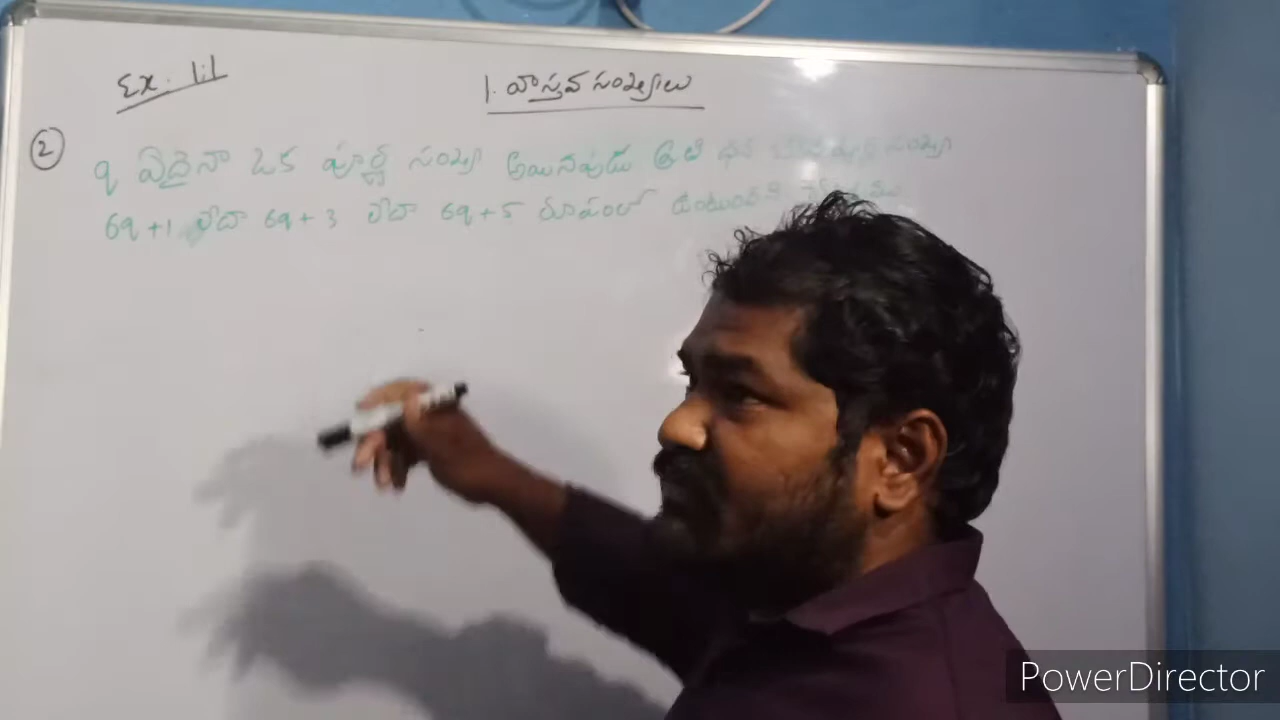 Ex. 1.1
1. వాస్తవ సంఖ్యలు
2 q ఏదైనా ఒక పూర్ణ సంఖ్య అయినపుడు ప్రతి ధన బేసి పూర్ణ సంఖ్య
6q+1 లేదా 6q+3 లేదా 6q+5 రూపంలో ఉంటుందని
PowerDirector